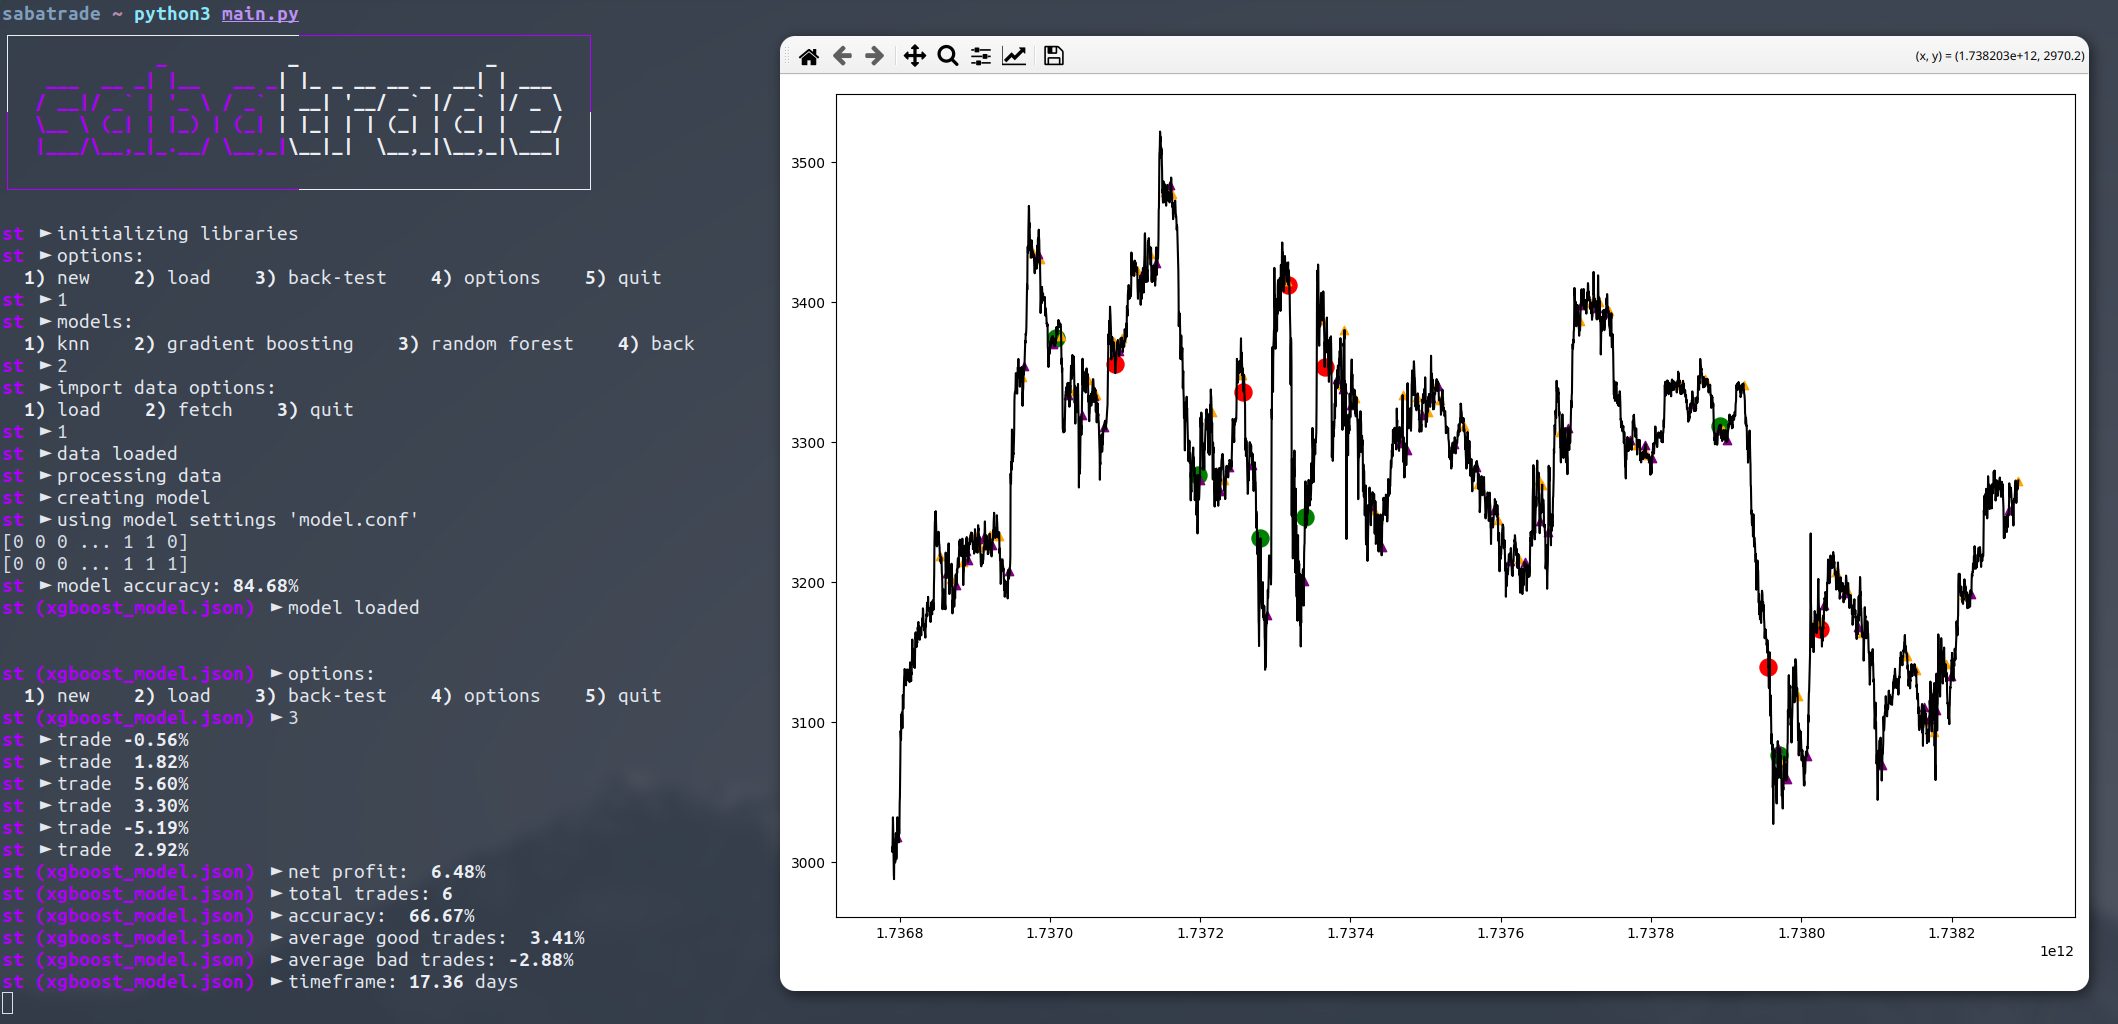 sabatrade ~ python3 main.py
sabatrade
st ►initializing libraries
st ►options:
1) new 2) load 3) back-test 4) options 5) quit
st ►1
st ►models:
1) knn 2) gradient boosting 3) random forest 4) back
st ►2
st ►import data options:
1) load 2) fetch 3) quit
st ►1
st ►data loaded
st ►processing data
st ►creating model
st ►using model settings 'model.conf'
[0 0 0 ... 1 1 0]
[0 0 0 ... 1 1 1]
st ►model accuracy: 84.68%
st (xgboost_model.json) ►model loaded
st (xgboost_model.json) ►options:
1) new 2) load 3) back-test 4) options 5) quit
st (xgboost_model.json) ►3
st ►trade -0.56%
st ►trade 1.82%
st ►trade 5.60%
st ►trade 3.30%
st ►trade -5.19%
st ►trade 2.92%
st (xgboost_model.json) ►net profit: 6.48%
st (xgboost_model.json) ►total trades: 6
st (xgboost_model.json) ►accuracy: 66.67%
st (xgboost_model.json) ►average good trades: 3.41%
st (xgboost_model.json) ►average bad trades: -2.88%
st (xgboost_model.json) ►timeframe: 17.36 days
(x, y) = (1.738203e+12, 2970.2)
3500
3400
3300
3200
3100
3000
1.7368 1.7370 1.7372 1.7374 1.7376 1.7378 1.7380 1.7382
1e12